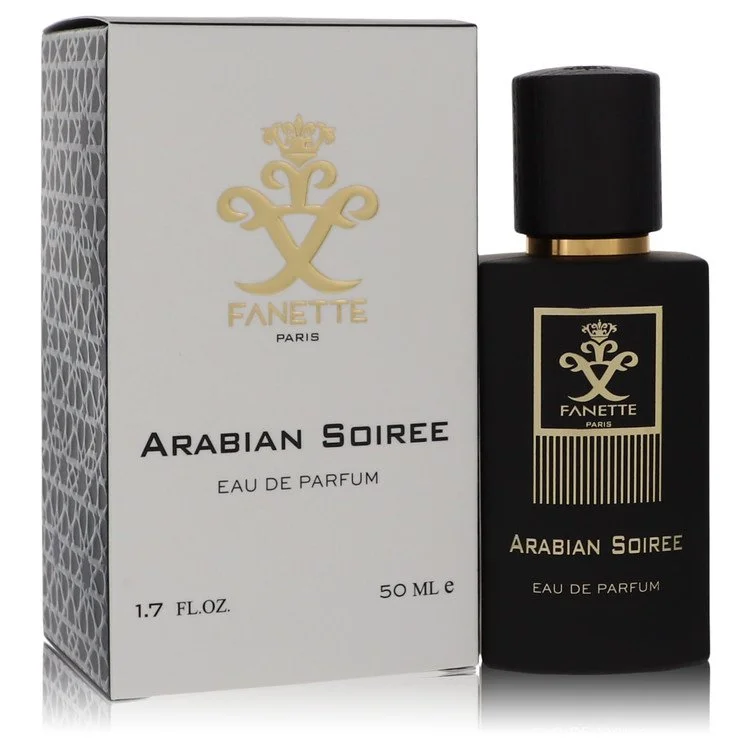 FANETTE
PARIS
ARABIAN SOIREE
EAU DE PARFUM
1.7 FL.OZ.
50 ML e
FANETTE
PARIS
ARABIAN SOIREE
EAU DE PARFUM